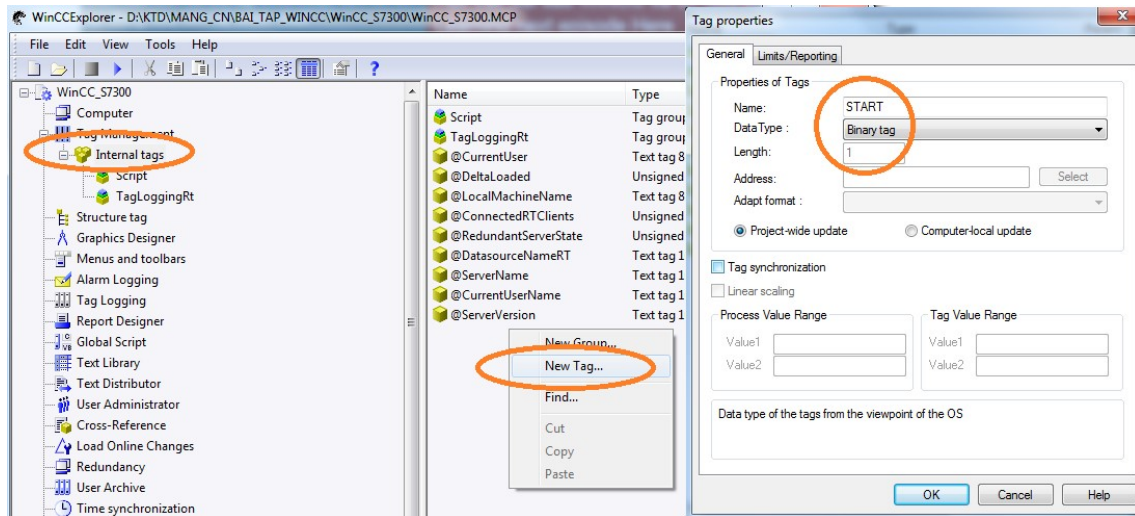 WinCCExplorer - D:\KTD\MANG_CN\BAI_TAP_WINCC\WinCC_S7300\WinCC_S7300.MCP
File Edit View Tools Help
WinCC_S7300
Computer
Tag Management
Internal tags
Script
TagLoggingRt
Structure tag
Graphics Designer
Menus and toolbars
Alarm Logging
Tag Logging
Report Designer
Global Script
Text Library
Text Distributor
User Administrator
Cross-Reference
Load Online Changes
Redundancy
User Archive
Time synchronization
Name Type
Script Tag group
TagLoggingRt Tag group
@CurrentUser Text tag 8
@DeltaLoaded Unsigned
@LocalMachineName Text tag 8
@ConnectedRTClients Unsigned
@RedundantServerState Unsigned
@DatasourceNameRT Text tag 1
@ServerName Text tag 1
@CurrentUserName Text tag 1
@ServerVersion Text tag 1
New Group...
New Tag...
Find...
Cut
Copy
Paste
Tag properties
General Limits/Reporting
Properties of Tags
Name: START
DataType : Binary tag
Length: 1
Address: Select
Adapt format :
Project-wide update Computer-local update
Tag synchronization
Linear scaling
Process Value Range Tag Value Range
Value1 Value1
Value2 Value2
Data type of the tags from the viewpoint of the OS
OK Cancel Help